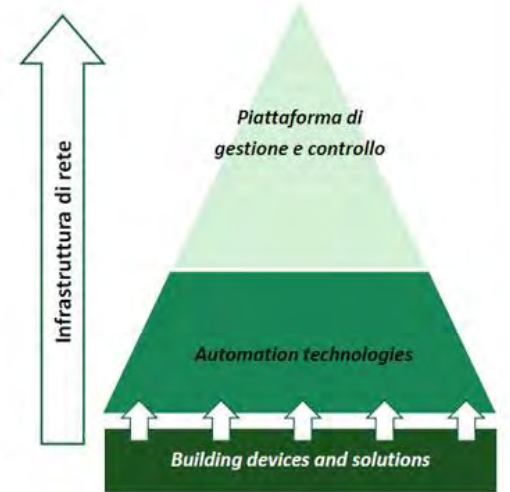 Piattaforma di
gestione e controllo
Infrastruttura di rete
Automation technologies
Building devices and solutions